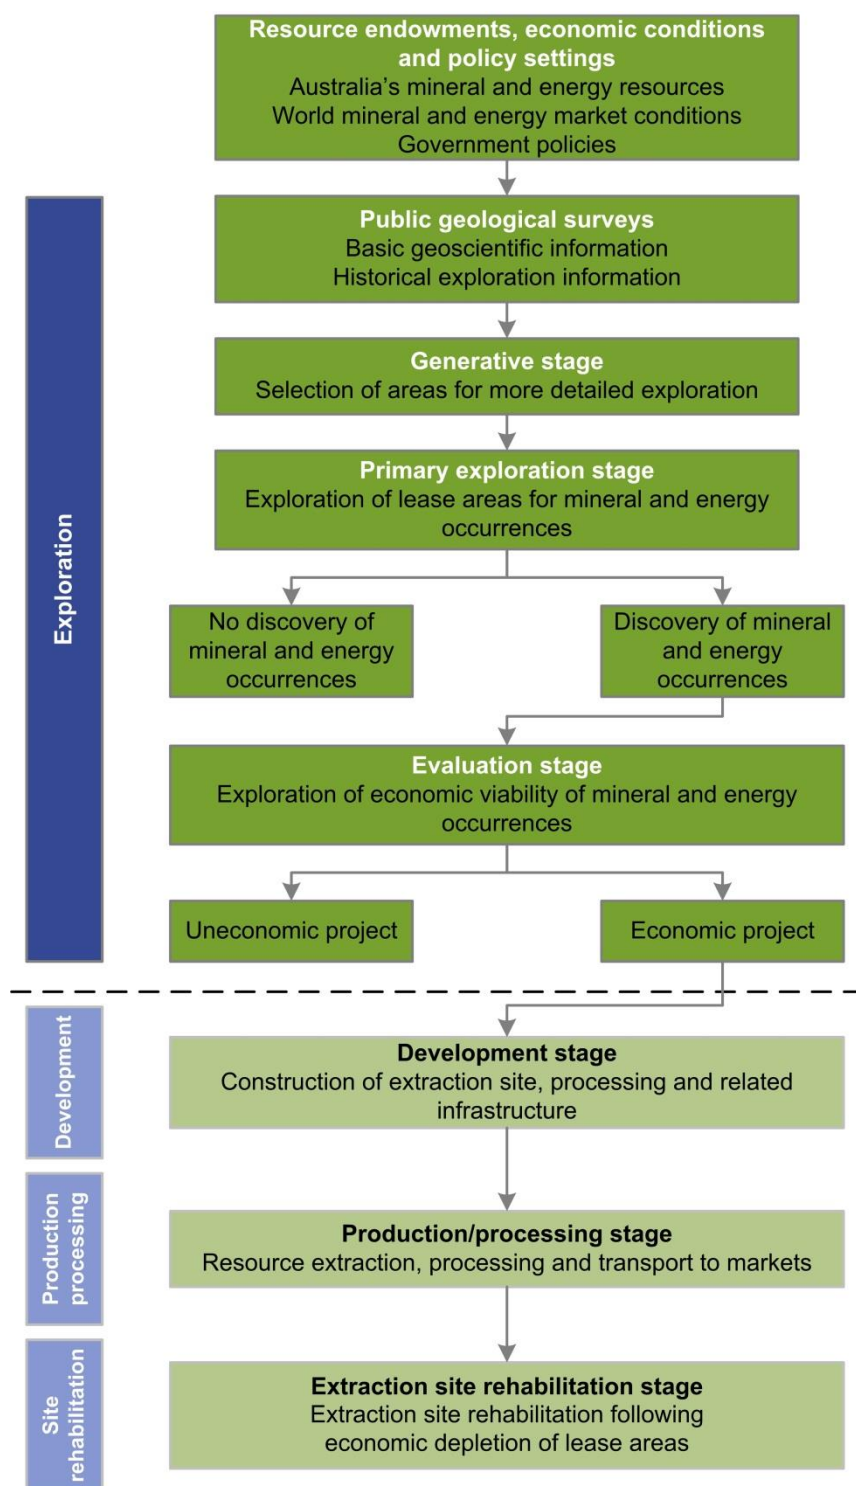 Resource endowments, economic conditions
and policy settings
Australia's mineral and energy resources
World mineral and energy market conditions
Government policies
Exploration
Public geological surveys
Basic geoscientific information
Historical exploration information
Generative stage
Selection of areas for more detailed exploration
Primary exploration stage
Exploration of lease areas for mineral and energy
occurrences
No discovery of
mineral and energy
occurrences
Discovery of mineral
and energy
occurrences
Evaluation stage
Exploration of economic viability of mineral and energy
occurrences
Uneconomic project
Economic project
Development
Development stage
Construction of extraction site, processing and related
infrastructure
Production
processing
Production/processing stage
Resource extraction, processing and transport to markets
Site
rehabilitation
Extraction site rehabilitation stage
Extraction site rehabilitation following
economic depletion of lease areas